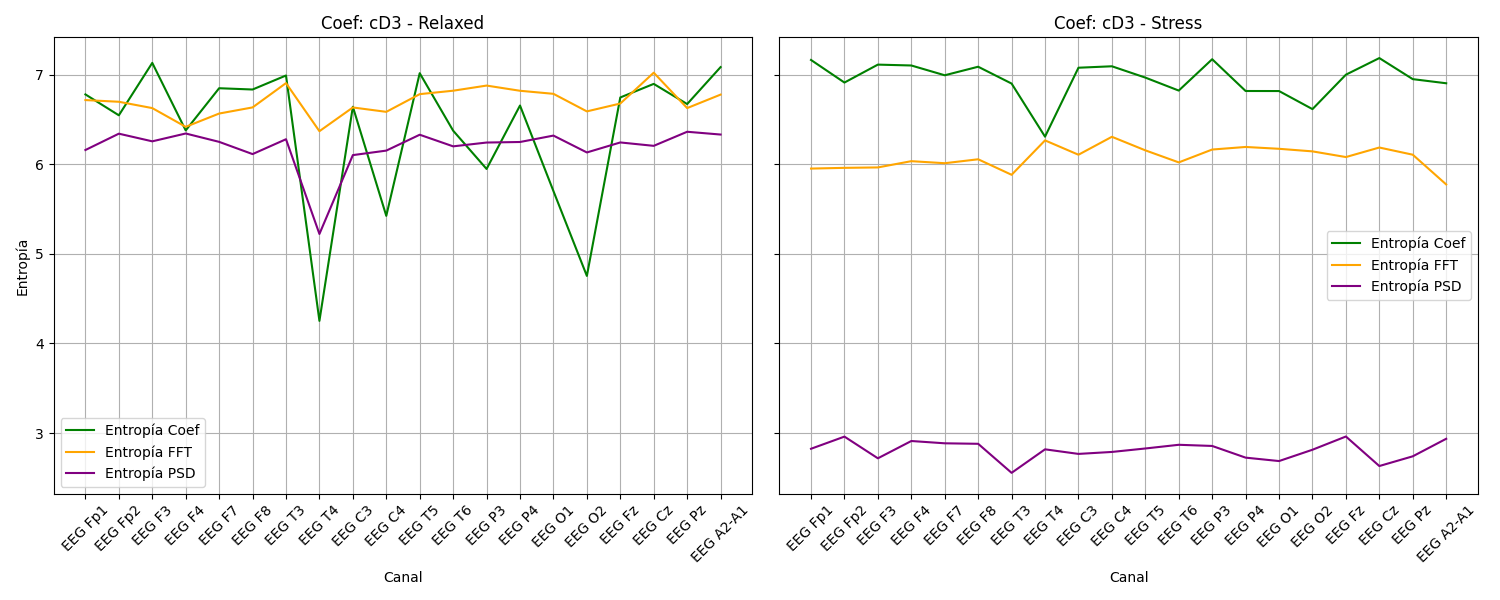 Coef: cD3 - Relaxed
Entropía
7
6
5
4
3
Entropía Coef
Entropía FFT
Entropía PSD
EEG Fp1
EEG Fp2
EEG F3
EEG F4
EEG F7
EEG F8
EEG T3
EEG T4
EEG C3
EEG C4
EEG T5
EEG T6
EEG P3
EEG P4
EEG O1
EEG O2
EEG Fz
EEG Cz
EEG Pz
EEG A2-A1
Canal
Coef: cD3 - Stress
Entropía Coef
Entropía FFT
Entropía PSD
EEG Fp1
EEG Fp2
EEG F3
EEG F4
EEG F7
EEG F8
EEG T3
EEG T4
EEG C3
EEG C4
EEG T5
EEG T6
EEG P3
EEG P4
EEG O1
EEG O2
EEG Fz
EEG Cz
EEG Pz
EEG A2-A1
Canal